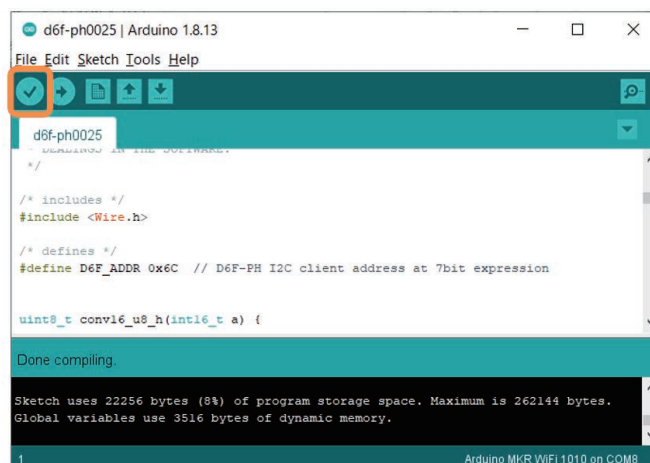 d6f-ph0025 | Arduino 1.8.13
File Edit Sketch Tools Help
d6f-ph0025
* DEALINGS IN THE SOFTWARE.
*/
/* includes */
#include <Wire.h>
/* defines */
#define D6F_ADDR 0x6C // D6F-PH I2C client address at 7bit expression
uint8_t conv16_u8_h(int16_t a) {
Done compiling.
Sketch uses 22256 bytes (8%) of program storage space. Maximum is 262144 bytes.
Global variables use 3516 bytes of dynamic memory.
1
Arduino MKR WiFi 1010 on COM8